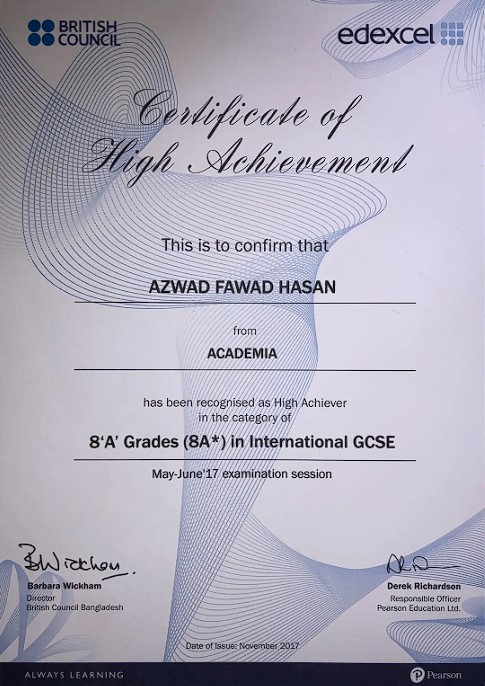 BRITISH
COUNCIL
edexcel
Certificate of
High Achievement
This is to confirm that
AZWAD FAWAD HASAN
from
ACADEMIA
has been recognised as High Achiever
in the category of
8'A' Grades (8A*) in International GCSE
May-June'17 examination session
BWickham.
Barbara Wickham
Director
British Council Bangladesh
Derek Richardson
Responsible Officer
Pearson Education Ltd.
Date of Issue: November 2017
ALWAYS LEARNING
P Pearson